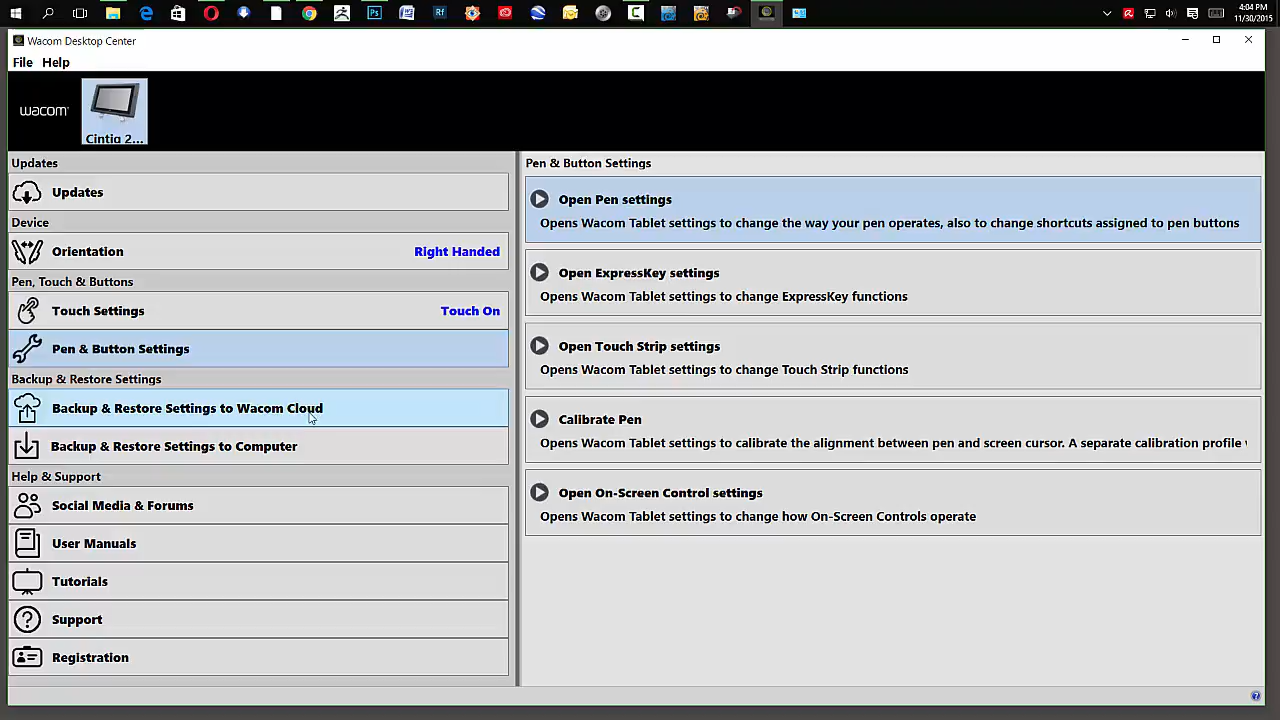 4:04 PM
11/30/2015
Wacom Desktop Center
File Help
wacom
Cintiq 2...
Updates
Updates
Device
Orientation Right Handed
Pen, Touch & Buttons
Touch Settings Touch On
Pen & Button Settings
Backup & Restore Settings
Backup & Restore Settings to Wacom Cloud
Backup & Restore Settings to Computer
Help & Support
Social Media & Forums
User Manuals
Tutorials
Support
Registration
Pen & Button Settings
Open Pen settings
Opens Wacom Tablet settings to change the way your pen operates, also to change shortcuts assigned to pen buttons
Open ExpressKey settings
Opens Wacom Tablet settings to change ExpressKey functions
Open Touch Strip settings
Opens Wacom Tablet settings to change Touch Strip functions
Calibrate Pen
Opens Wacom Tablet settings to calibrate the alignment between pen and screen cursor. A separate calibration profile
Open On-Screen Control settings
Opens Wacom Tablet settings to change how On-Screen Controls operate